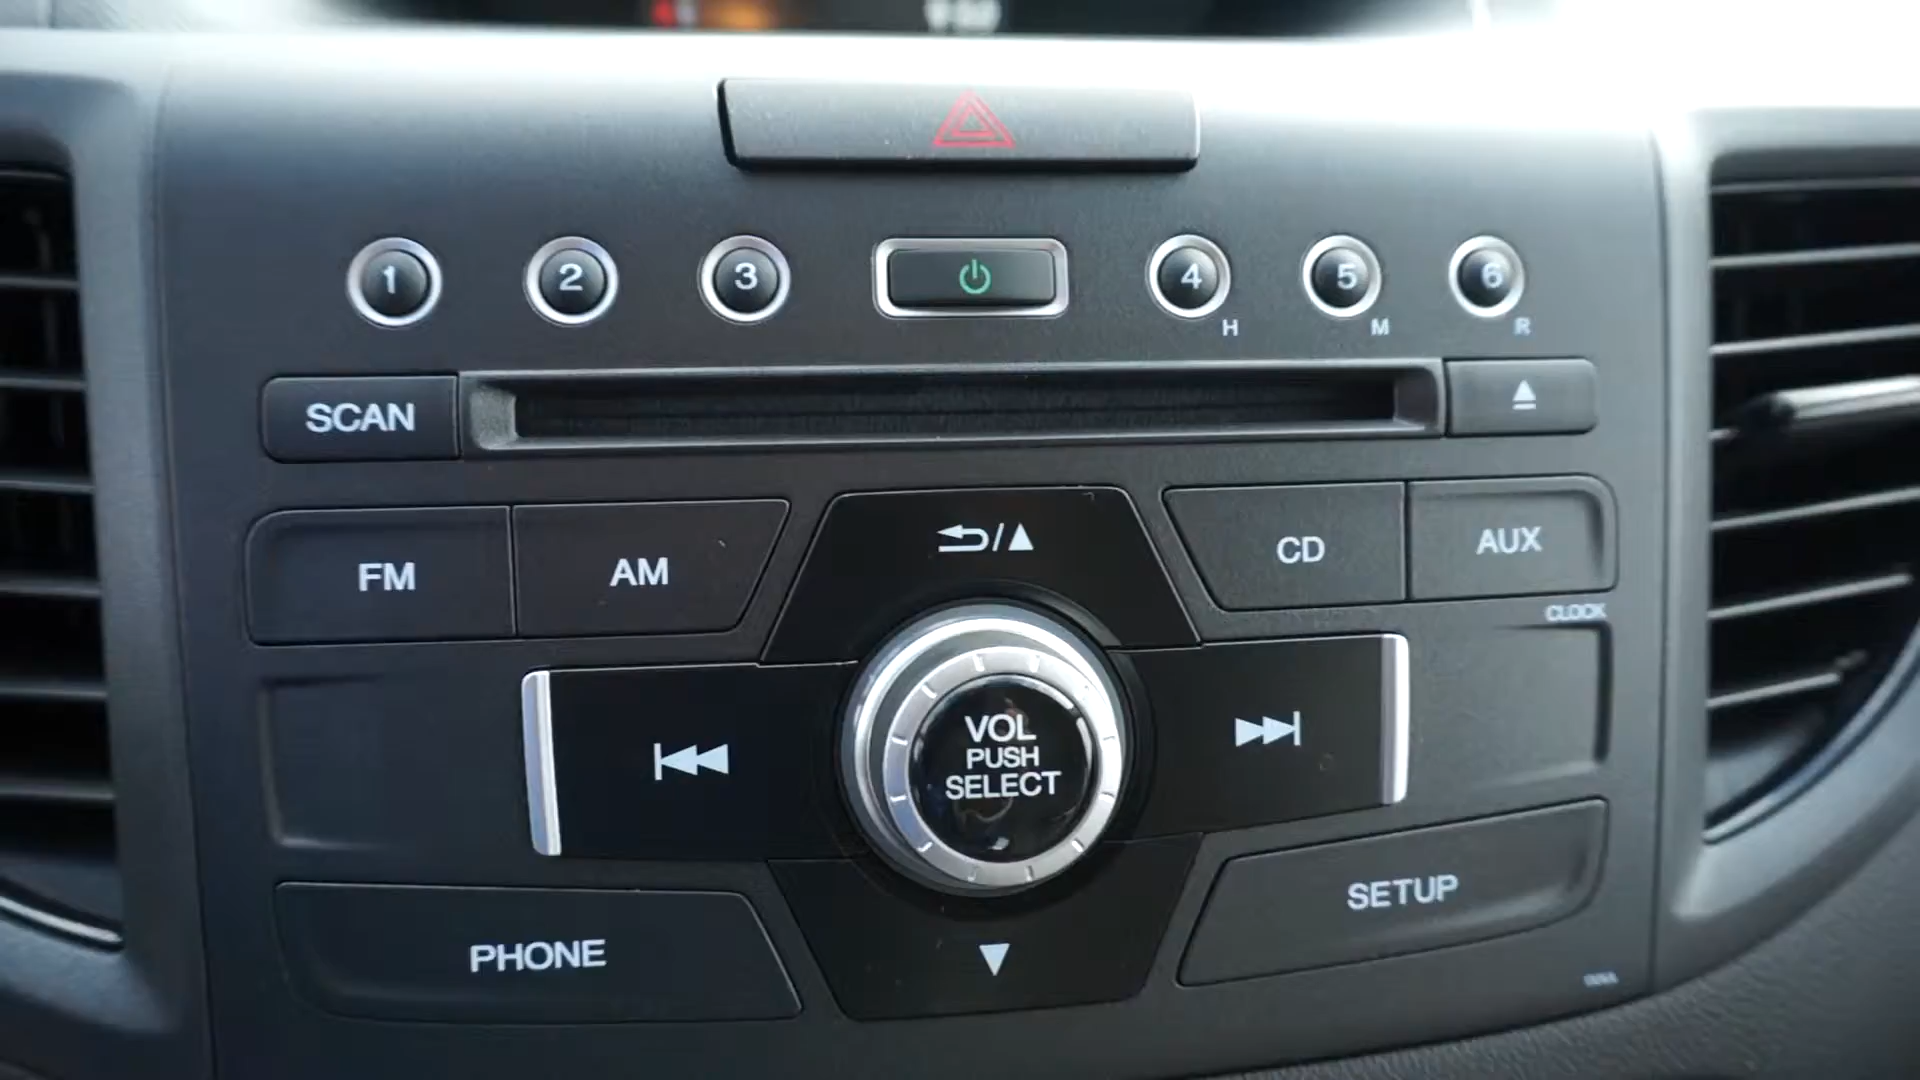 1 2 3 4 5 6
H M R
SCAN
FM AM CD AUX
CLOCK
VOL
PUSH
SELECT
SETUP
PHONE